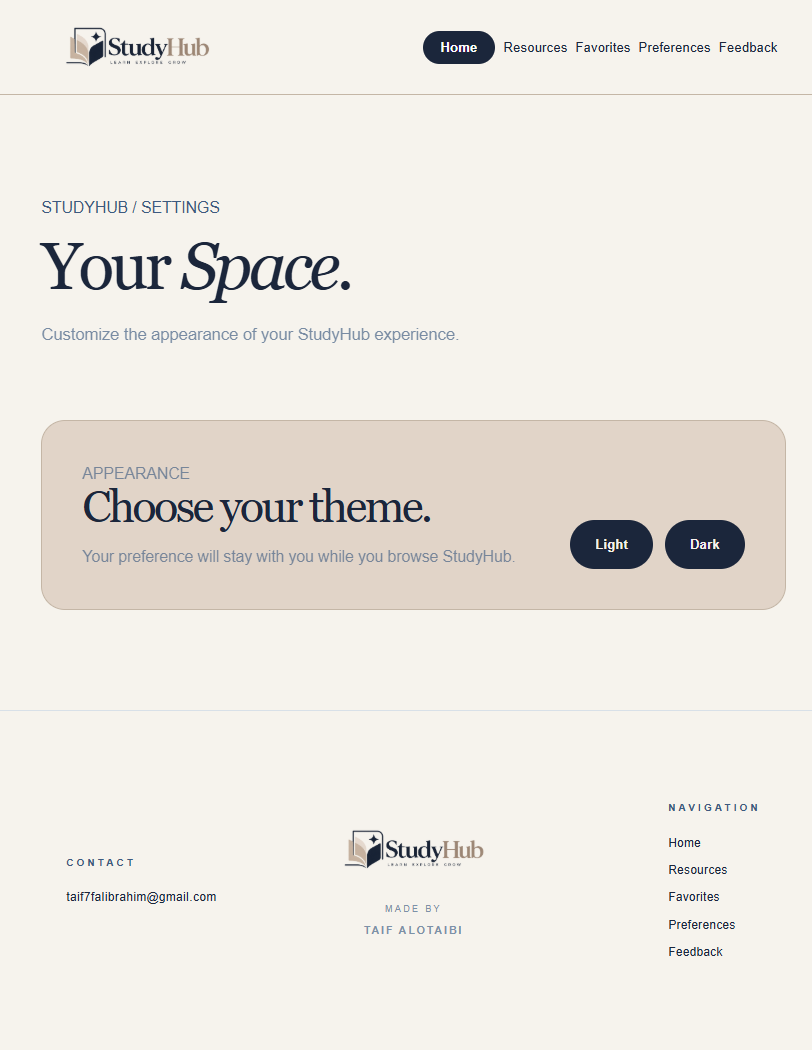 StudyHub
LEARN EXPLORE GROW
Home Resources Favorites Preferences Feedback
STUDYHUB / SETTINGS
Your Space.
Customize the appearance of your StudyHub experience.
APPEARANCE
Choose your theme.
Your preference will stay with you while you browse StudyHub.
Light Dark
CONTACT
taif7falibrahim@gmail.com
StudyHub
LEARN EXPLORE GROW
MADE BY
TAIF ALOTAIBI
NAVIGATION
Home
Resources
Favorites
Preferences
Feedback